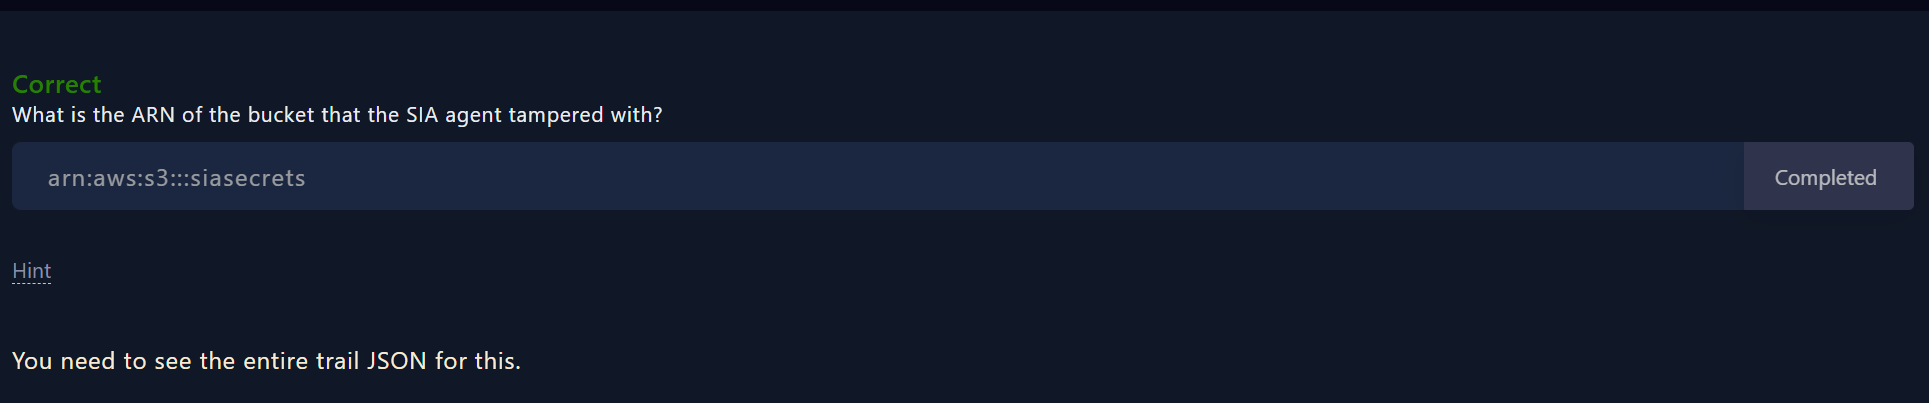 Correct
What is the ARN of the bucket that the SIA agent tampered with?
arn:aws:s3:::siasecrets
Completed
Hint
You need to see the entire trail JSON for this.